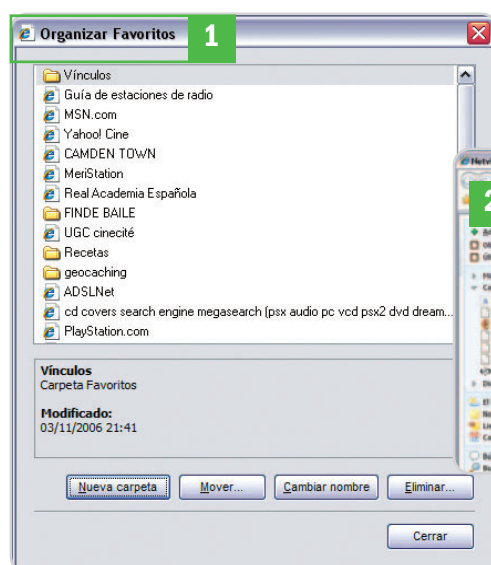 Organizar Favoritos
1
Vínculos
Guía de estaciones de radio
MSN.com
Yahoo! Cine
CAMDEN TOWN
MeriStation
Real Academia Española
FINDE BAILE
UGC cinecité
Recetas
geocaching
ADSLNet
cd covers search engine megasearch (psx audio pc vcd psx2 dvd dream...
PlayStation.com
Vínculos
Carpeta Favoritos
Modificado:
03/11/2006 21:41
Nueva carpeta
Mover...
Cambiar nombre
Eliminar...
Cerrar
2